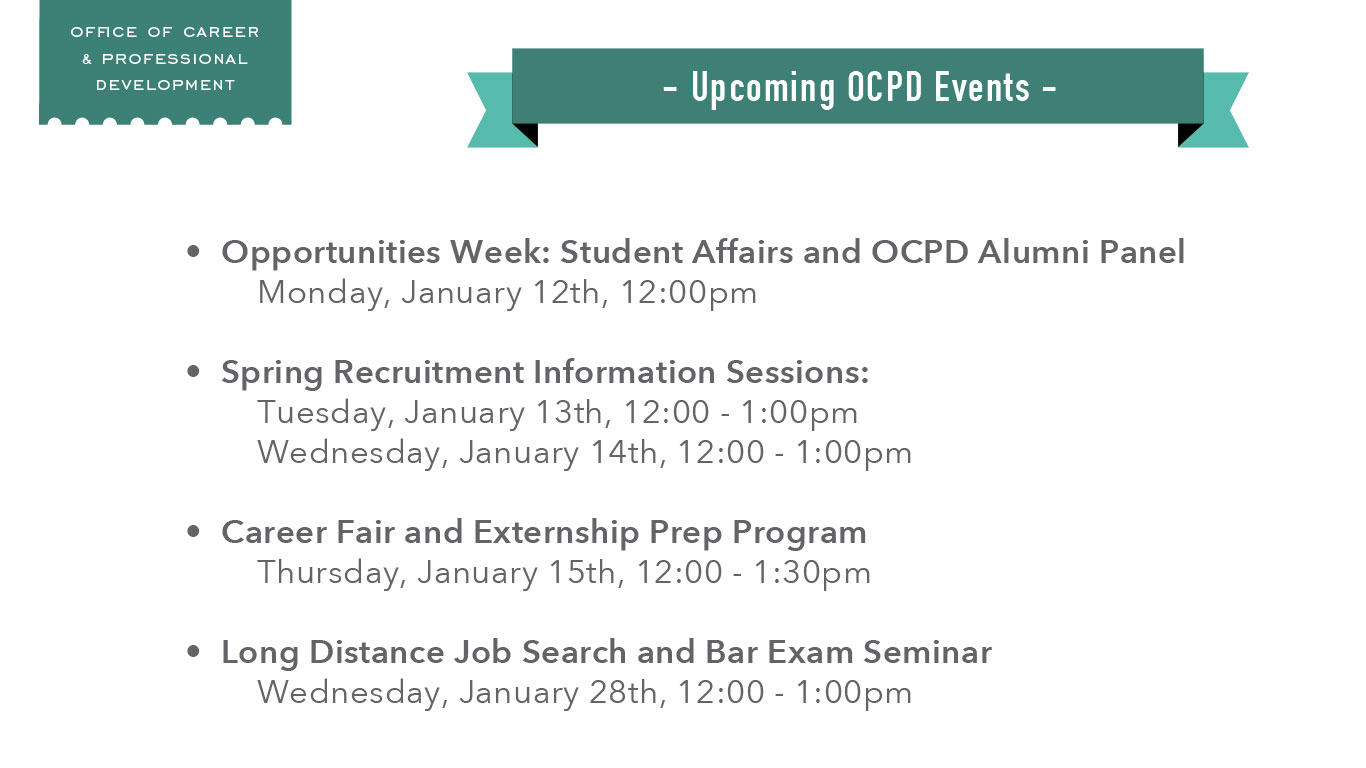 OFFICE OF CAREER
& PROFESSIONAL
DEVELOPMENT
- Upcoming OCPD Events -
• Opportunities Week: Student Affairs and OCPD Alumni Panel
Monday, January 12th, 12:00pm
• Spring Recruitment Information Sessions:
Tuesday, January 13th, 12:00 - 1:00pm
Wednesday, January 14th, 12:00 - 1:00pm
• Career Fair and Externship Prep Program
Thursday, January 15th, 12:00 - 1:30pm
• Long Distance Job Search and Bar Exam Seminar
Wednesday, January 28th, 12:00 - 1:00pm